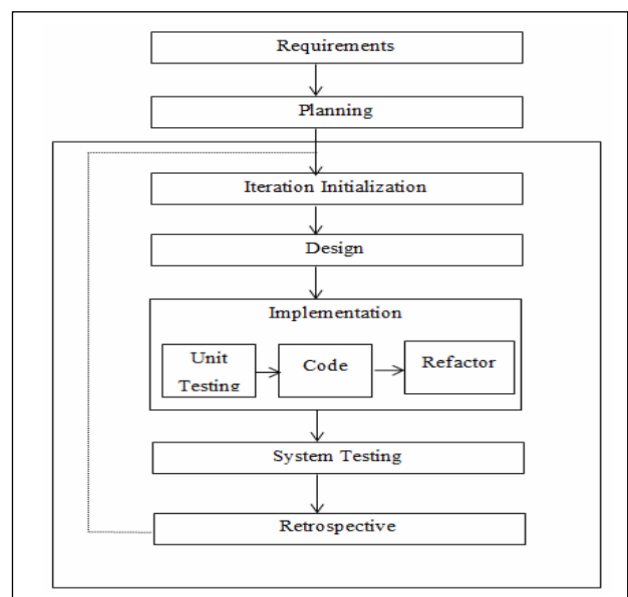 Requirements
Planning
Iteration Initialization
Design
Implementation
Unit
Testing
Code
Refactor
System Testing
Retrospective